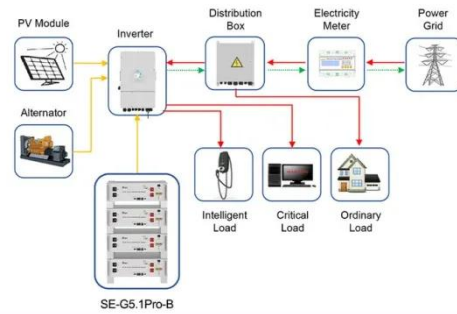 PV Module
Inverter
Distribution
Box
Electricity
Meter
Power
Grid
Alternator
Intelligent
Load
Critical
Load
Ordinary
Load
SE-G5.1Pro-B